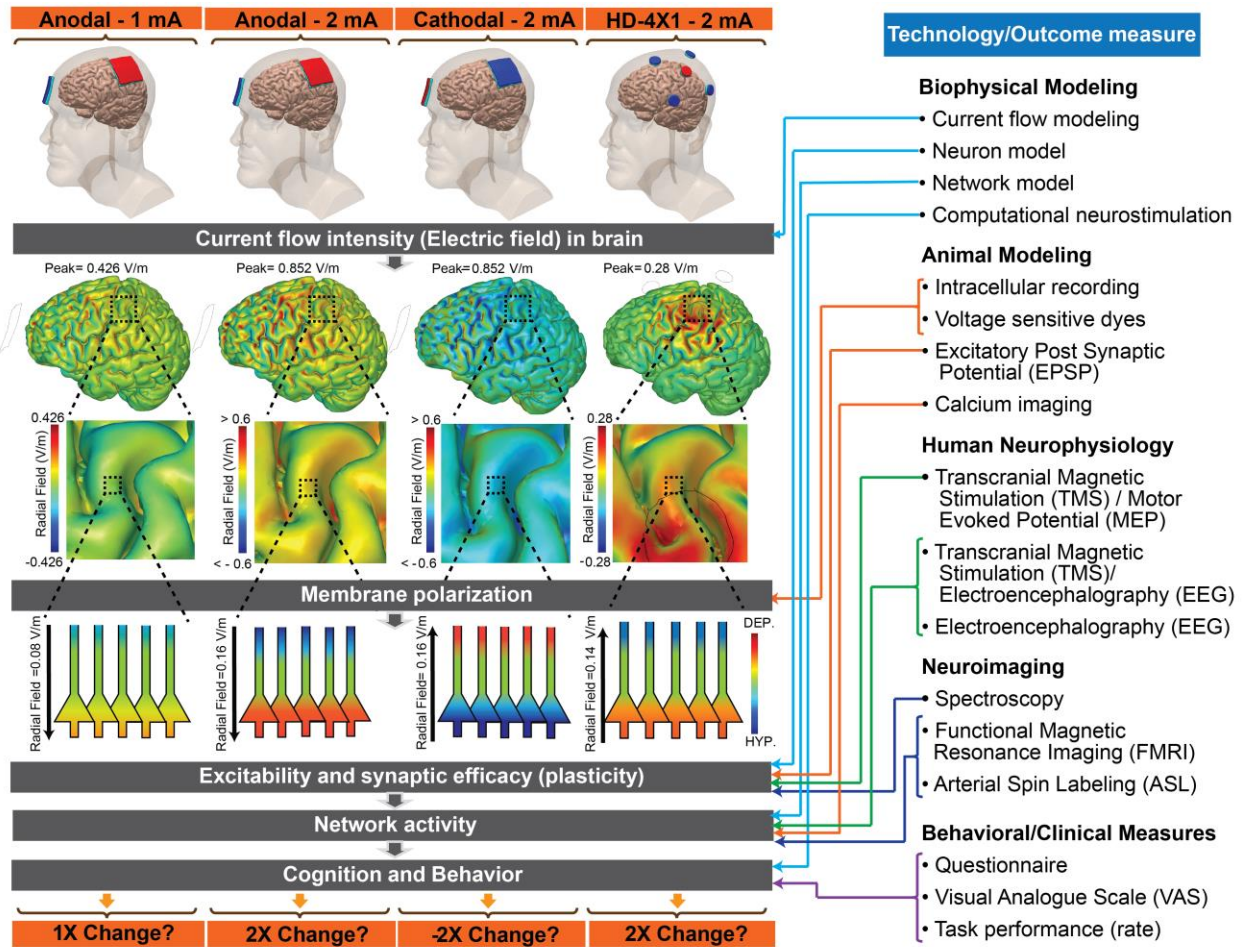 Anodal - 1 mA
Anodal - 2 mA
Cathodal - 2 mA
HD-4X1 - 2 mA
Current flow intensity (Electric field) in brain
Peak= 0.426 V/m
Peak= 0.852 V/m
Peak=0.852 V/m
Peak=0.28 V/m
0.426
Radial Field (V/m)
-0.426
> 0.6
Radial Field (V/m)
< - 0.6
> 0.6
Radial Field (V/m)
< - 0.6
0.28
Radial Field (V/m)
-0.28
Membrane polarization
Radial Field =0.08 V/m
Radial Field =0.16 V/m
Radial Field= 0.16 V/m
Radial Field=0.14 V/m
DEP.
HYP.
Excitability and synaptic efficacy (plasticity)
Network activity
Cognition and Behavior
1X Change?
2X Change?
-2X Change?
2X Change?
Technology/Outcome measure
Biophysical Modeling
• Current flow modeling
• Neuron model
• Network model
• Computational neurostimulation
Animal Modeling
• Intracellular recording
• Voltage sensitive dyes
• Excitatory Post Synaptic
Potential (EPSP)
• Calcium imaging
Human Neurophysiology
• Transcranial Magnetic
Stimulation (TMS) / Motor
Evoked Potential (MEP)
• Transcranial Magnetic
Stimulation (TMS)/
Electroencephalography (EEG)
• Electroencephalography (EEG)
Neuroimaging
• Spectroscopy
• Functional Magnetic
Resonance Imaging (FMRI)
• Arterial Spin Labeling (ASL)
Behavioral/Clinical Measures
• Questionnaire
• Visual Analogue Scale (VAS)
• Task performance (rate)